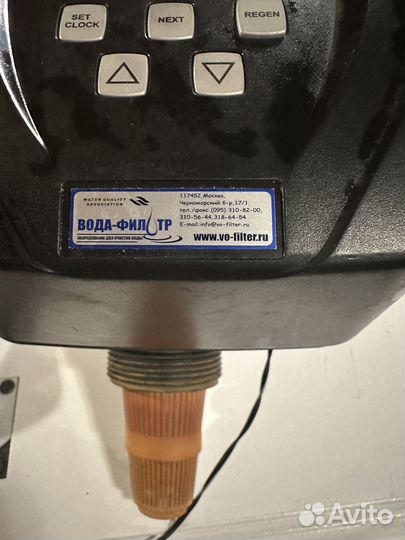 SET CLOCK
NEXT
REGEN
WATER QUALITY
ASSOCIATION
117452, Москва,
Черноморский б-р,17/1,
тел./факс (095) 310-82-00,
310-56-44,318-64-54
E-mail:info@vo-filter.ru
ВОДА-ФИЛЬТР
ОБОРУДОВАНИЕ ДЛЯ ОЧИСТКИ ВОДЫ
www.vo-filter.ru
Avito